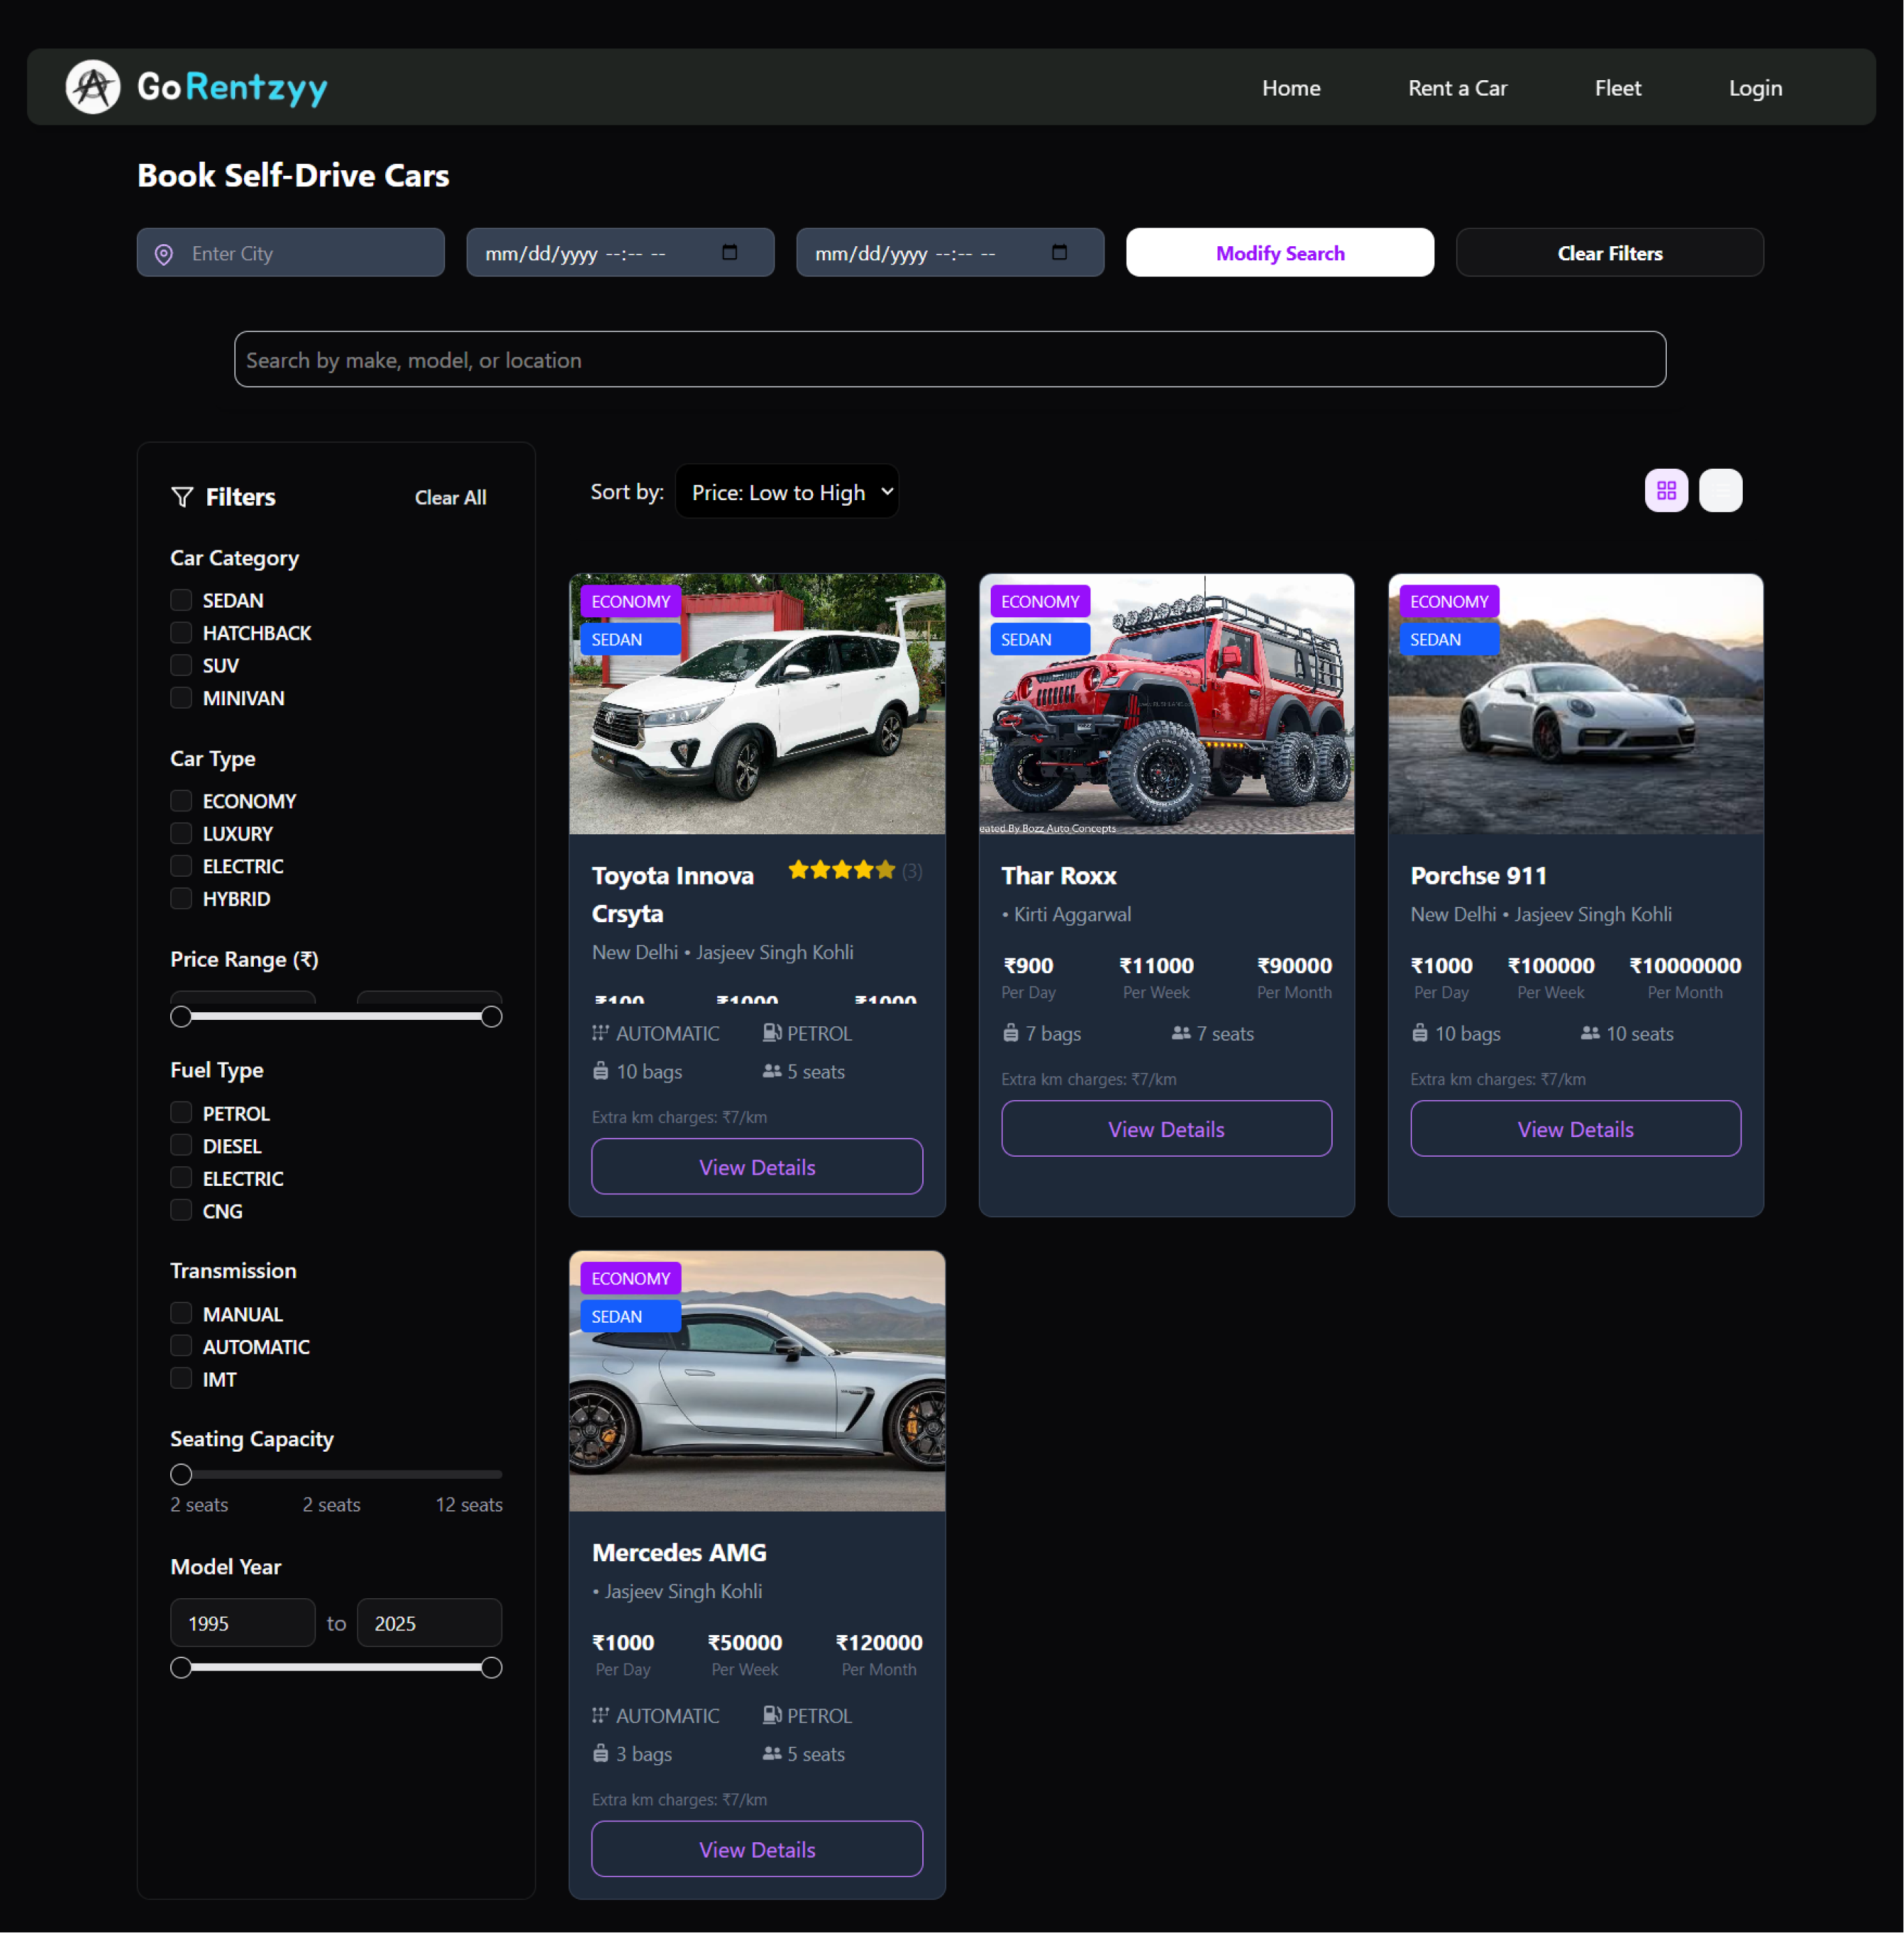 GoRentzyy
Home Rent a Car Fleet Login
Book Self-Drive Cars
Enter City mm/dd/yyyy --:-- -- mm/dd/yyyy --:-- -- Modify Search Clear Filters
Search by make, model, or location
Filters Clear All
Car Category
SEDAN
HATCHBACK
SUV
MINIVAN
Car Type
ECONOMY
LUXURY
ELECTRIC
HYBRID
Price Range (₹)
Fuel Type
PETROL
DIESEL
ELECTRIC
CNG
Transmission
MANUAL
AUTOMATIC
IMT
Seating Capacity
2 seats 2 seats 12 seats
Model Year
1995 to 2025
Sort by: Price: Low to High
ECONOMY
SEDAN
Toyota Innova (3)
Crsyta
New Delhi • Jasjeev Singh Kohli
₹100 ₹1000 ₹1000
AUTOMATIC PETROL
10 bags 5 seats
Extra km charges: ₹7/km
View Details
ECONOMY
SEDAN
eated By Bozz Auto Concepts
Thar Roxx
• Kirti Aggarwal
₹900 ₹11000 ₹90000
Per Day Per Week Per Month
7 bags 7 seats
Extra km charges: ₹7/km
View Details
ECONOMY
SEDAN
Porchse 911
New Delhi • Jasjeev Singh Kohli
₹1000 ₹100000 ₹10000000
Per Day Per Week Per Month
10 bags 10 seats
Extra km charges: ₹7/km
View Details
ECONOMY
SEDAN
Mercedes AMG
• Jasjeev Singh Kohli
₹1000 ₹50000 ₹120000
Per Day Per Week Per Month
AUTOMATIC PETROL
3 bags 5 seats
Extra km charges: ₹7/km
View Details